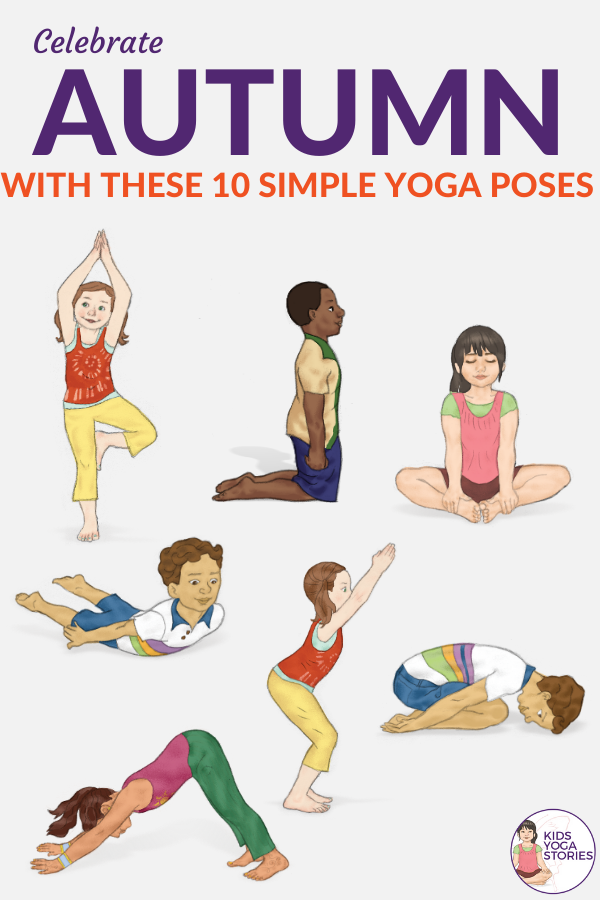 Celebrate
AUTUMN
WITH THESE 10 SIMPLE YOGA POSES
KIDS
YOGA
STORIES